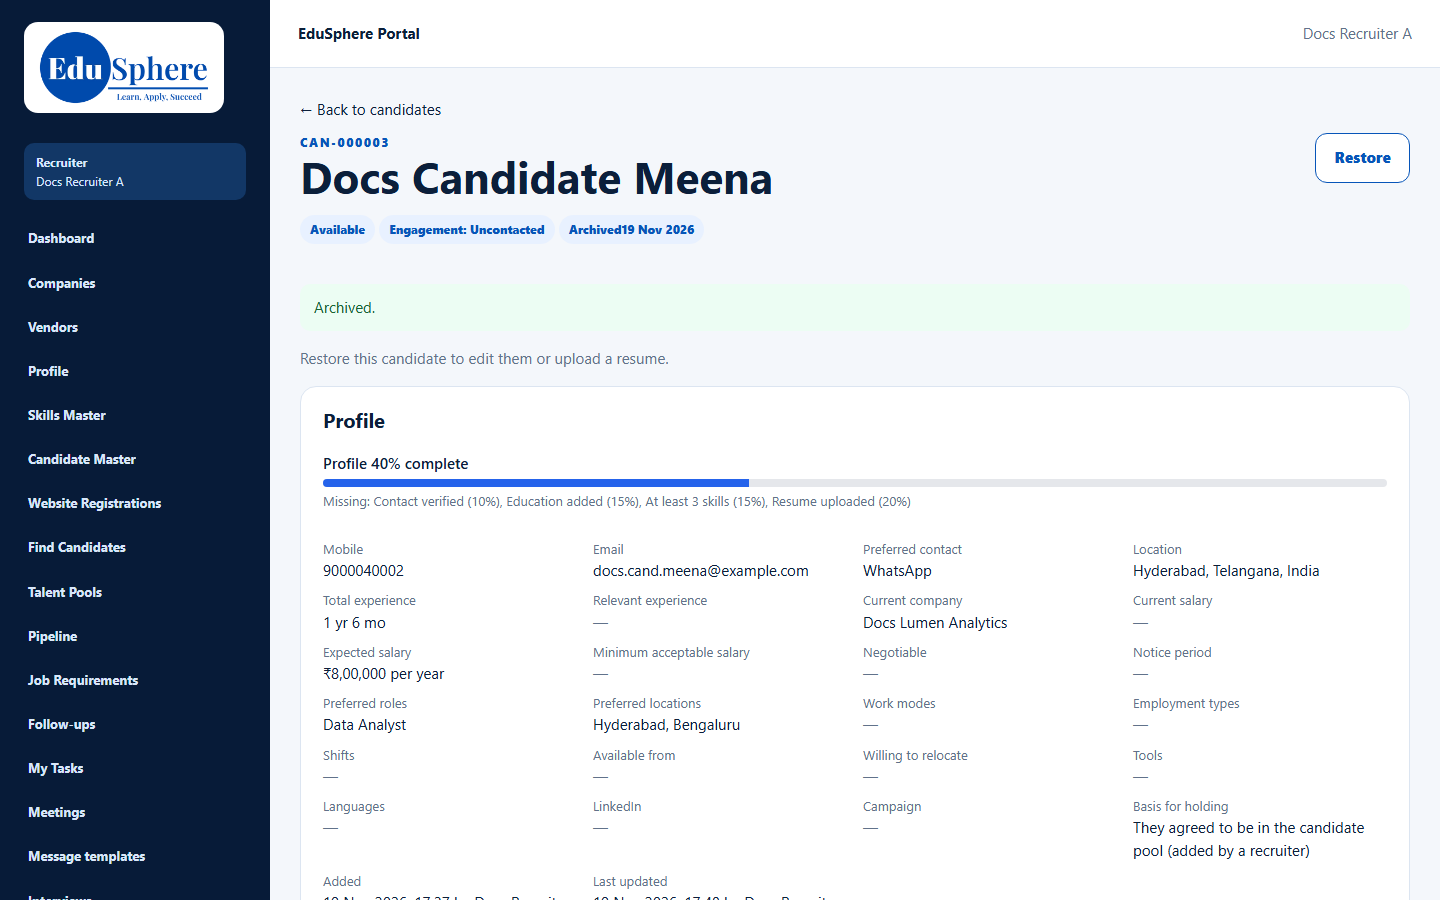 EduSphere
Learn. Apply, Succeed
Recruiter
Docs Recruiter A
Dashboard
Companies
Vendors
Profile
Skills Master
Candidate Master
Website Registrations
Find Candidates
Talent Pools
Pipeline
Job Requirements
Follow-ups
My Tasks
Meetings
Message templates
EduSphere Portal
Docs Recruiter A
← Back to candidates
CAN-000003
Docs Candidate Meena
Restore
Available
Engagement: Uncontacted
Archived19 Nov 2026
Archived.
Restore this candidate to edit them or upload a resume.
Profile
Profile 40% complete
Missing: Contact verified (10%), Education added (15%), At least 3 skills (15%), Resume uploaded (20%)
Mobile
9000040002
Email
docs.cand.meena@example.com
Preferred contact
WhatsApp
Location
Hyderabad, Telangana, India
Total experience
1 yr 6 mo
Relevant experience
—
Current company
Docs Lumen Analytics
Current salary
—
Expected salary
₹8,00,000 per year
Minimum acceptable salary
—
Negotiable
—
Notice period
—
Preferred roles
Data Analyst
Preferred locations
Hyderabad, Bengaluru
Work modes
—
Employment types
—
Shifts
—
Available from
—
Willing to relocate
—
Tools
—
Languages
—
LinkedIn
—
Campaign
—
Basis for holding
They agreed to be in the candidate
pool (added by a recruiter)
Added
Last updated